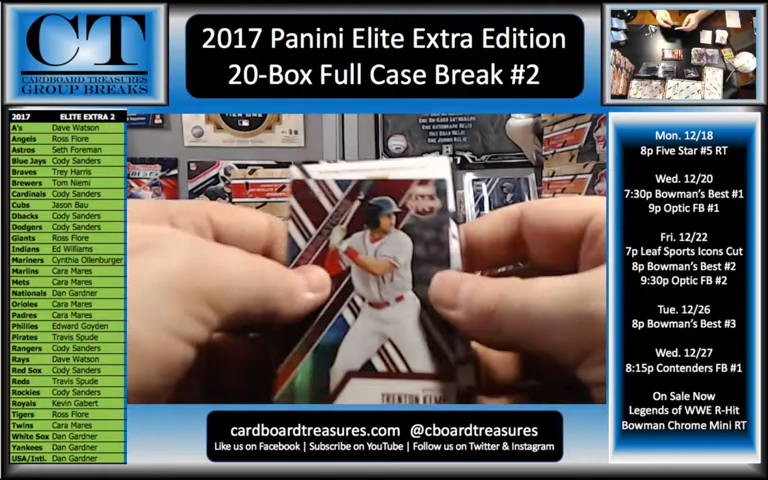 CT
CARDBOARD TREASURES
GROUP BREAKS
2017 Panini Elite Extra Edition
20-Box Full Case Break #2
2017 ELITE EXTRA 2
A's Dave Watson
Angels Ross Flore
Astros Seth Foreman
Blue Jays Cody Sanders
Braves Trey Harris
Brewers Tom Niemi
Cardinals Cody Sanders
Cubs Jason Bau
Dbacks Cody Sanders
Dodgers Cody Sanders
Giants Ross Flore
Indians Ed Williams
Mariners Cynthia Ollenburger
Marlins Cara Mares
Mets Cara Mares
Nationals Dan Gardner
Orioles Cara Mares
Padres Cara Mares
Phillies Edward Goyden
Pirates Travis Spude
Rangers Cody Sanders
Rays Dave Watson
Red Sox Cody Sanders
Reds Travis Spude
Rockies Cody Sanders
Royals Kevin Gabert
Tigers Ross Flore
Twins Cara Mares
White Sox Dan Gardner
Yankees Dan Gardner
USA/Intl. Dan Gardner
TRENTON KEM
Mon. 12/18
8p Five Star #5 RT
Wed. 12/20
7:30p Bowman's Best #1
9p Optic FB #1
Fri. 12/22
7p Leaf Sports Icons Cut
8p Bowman's Best #2
9:30p Optic FB #2
Tue. 12/26
8p Bowman's Best #3
Wed. 12/27
8:15p Contenders FB #1
On Sale Now
Legends of WWE R-Hit
Bowman Chrome Mini RT
cardboardtreasures.com @cboardtreasures
Like us on Facebook | Subscribe on YouTube | Follow us on Twitter & Instagram